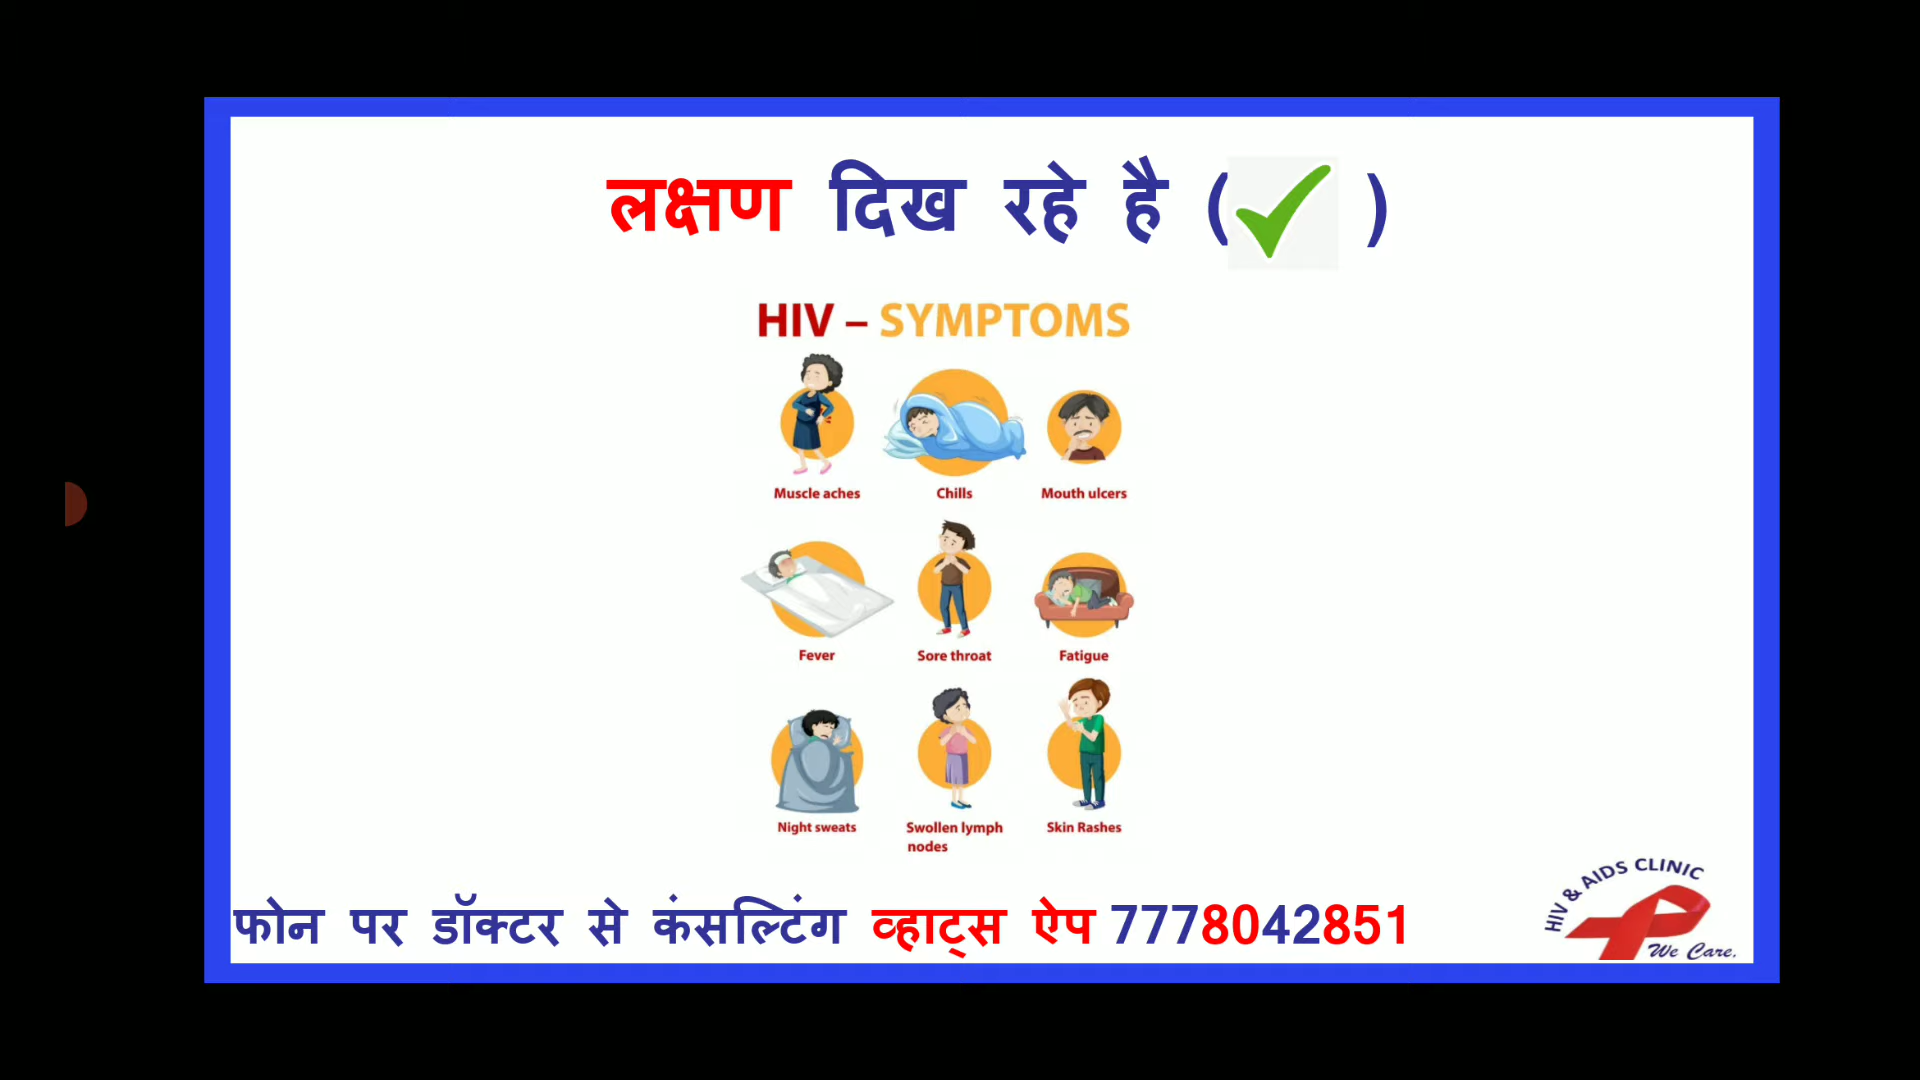 लक्षण दिख रहे है ( )
HIV – SYMPTOMS
Muscle aches
Chills
Mouth ulcers
Fever
Sore throat
Fatigue
Night sweats
Swollen lymph
nodes
Skin Rashes
HIV & AIDS CLINIC
We Care.
फोन पर डॉक्टर से कंसल्टिंग व्हाट्स ऐप 7778042851